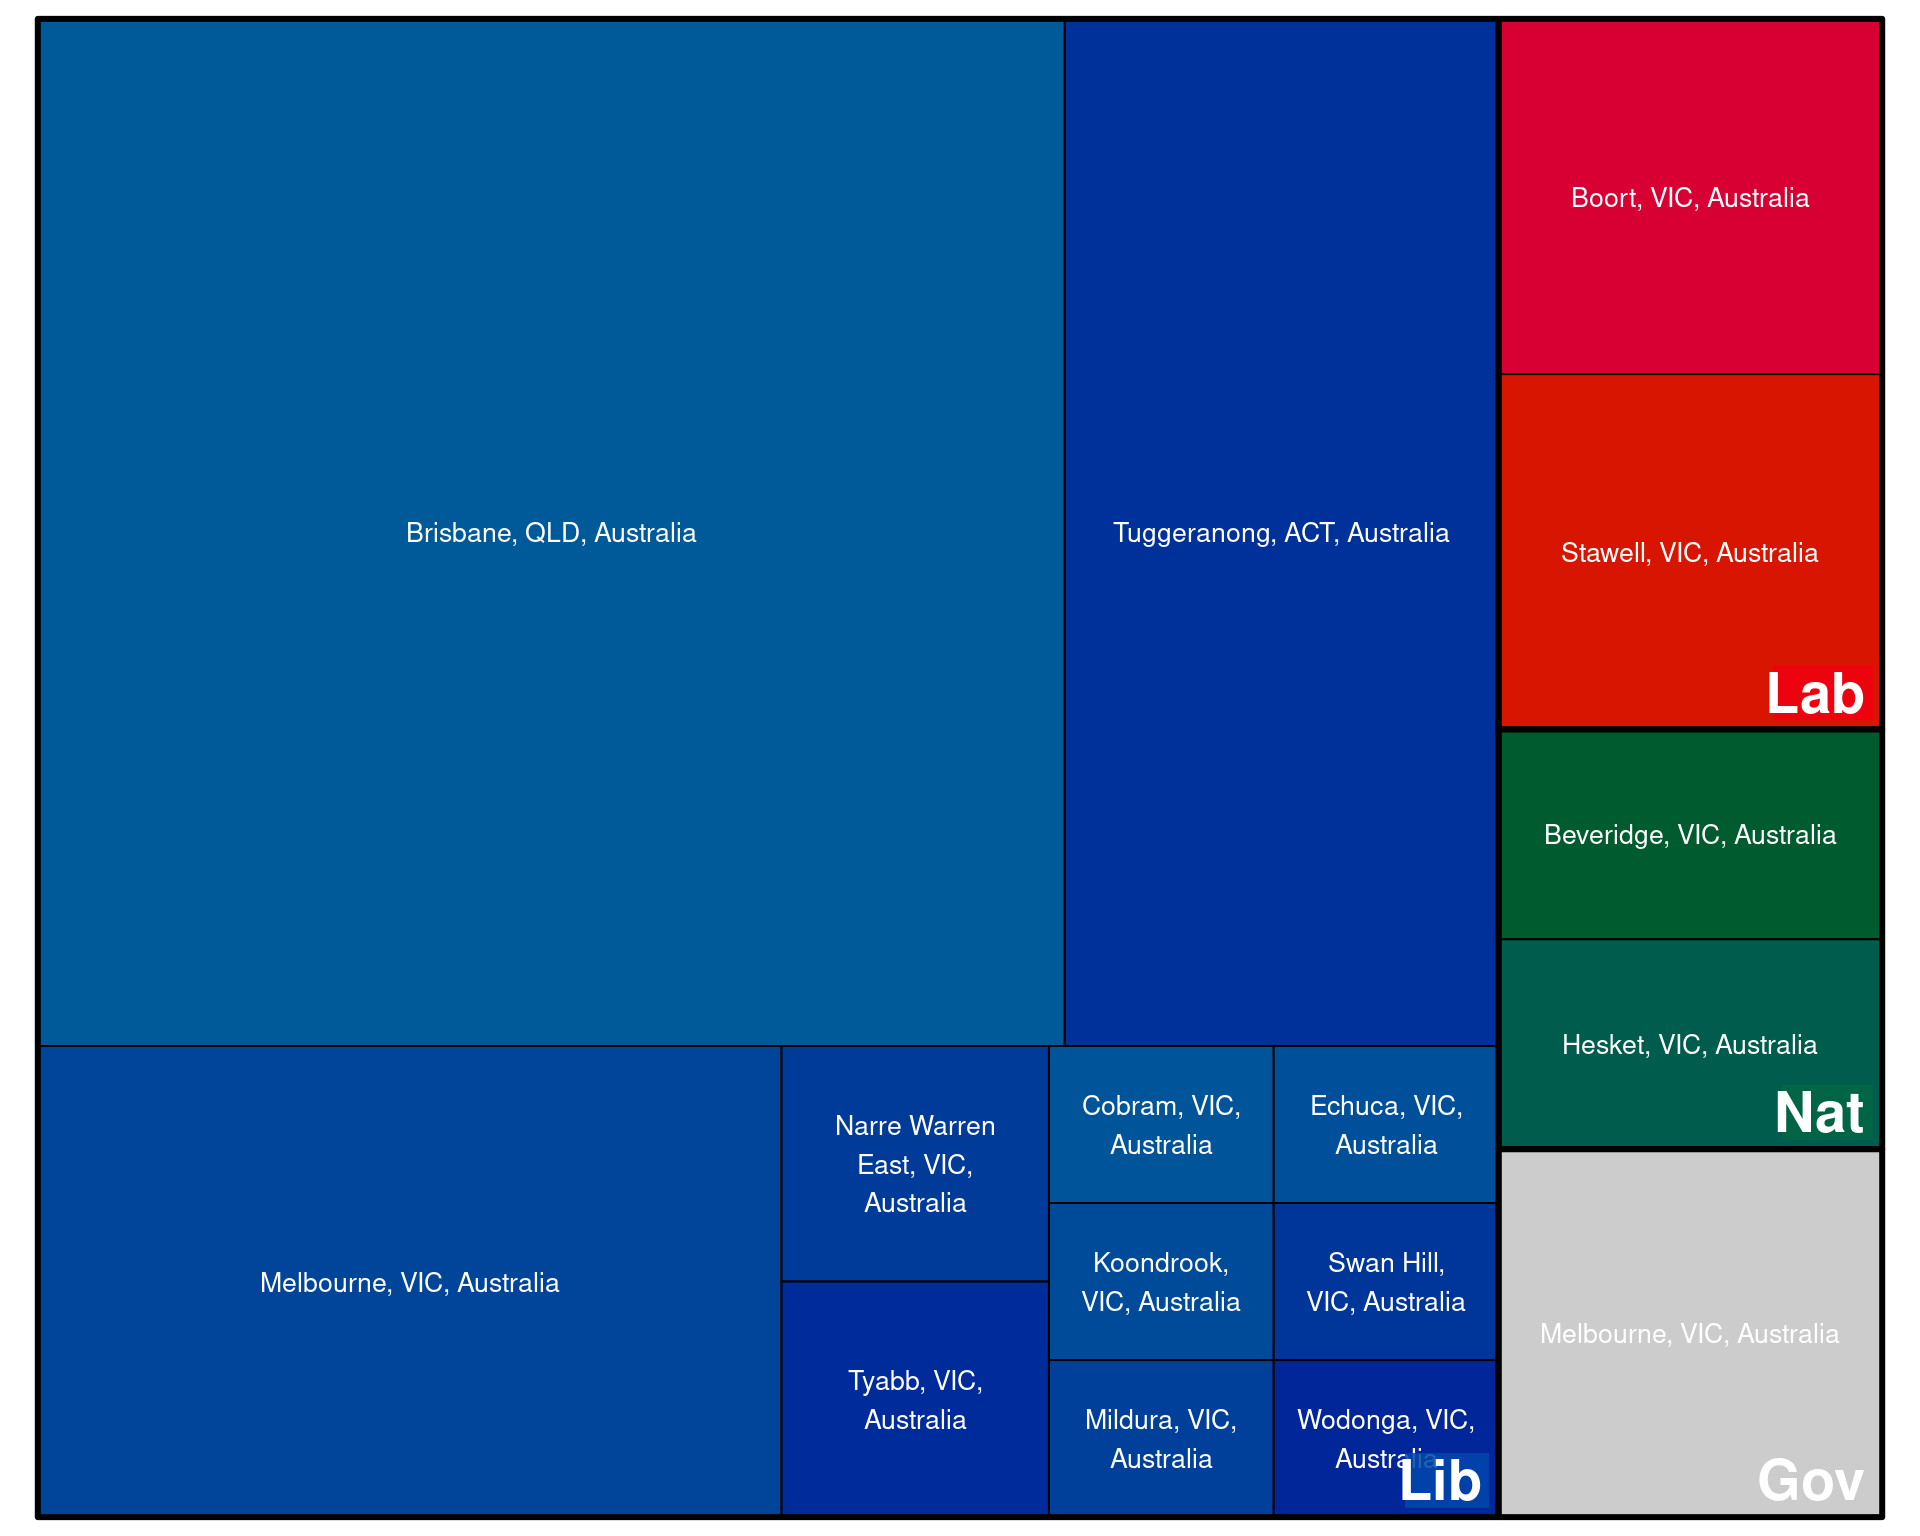 Brisbane, QLD, Australia
Tuggeranong, ACT, Australia
Melbourne, VIC, Australia
Narre Warren
East, VIC,
Australia
Tyabb, VIC,
Australia
Cobram, VIC,
Australia
Echuca, VIC,
Australia
Koondrook,
VIC, Australia
Swan Hill,
VIC, Australia
Mildura, VIC,
Australia
Wodonga, VIC,
Australia
Lib
Boort, VIC, Australia
Stawell, VIC, Australia
Lab
Beveridge, VIC, Australia
Hesket, VIC, Australia
Nat
Melbourne, VIC, Australia
Gov